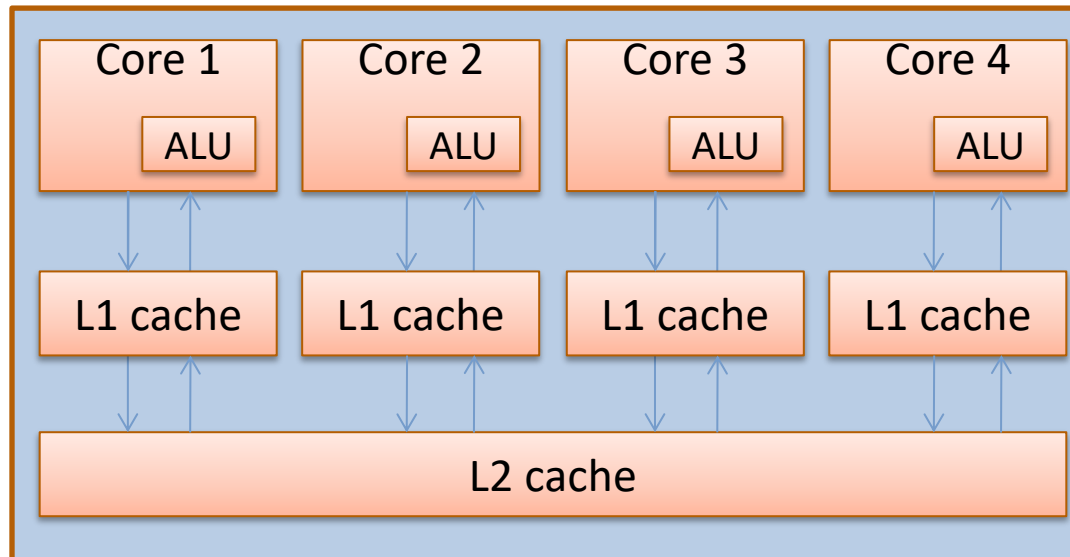 Core 1
Core 2
Core 3
Core 4
ALU
ALU
ALU
ALU
L1 cache
L1 cache
L1 cache
L1 cache
L2 cache